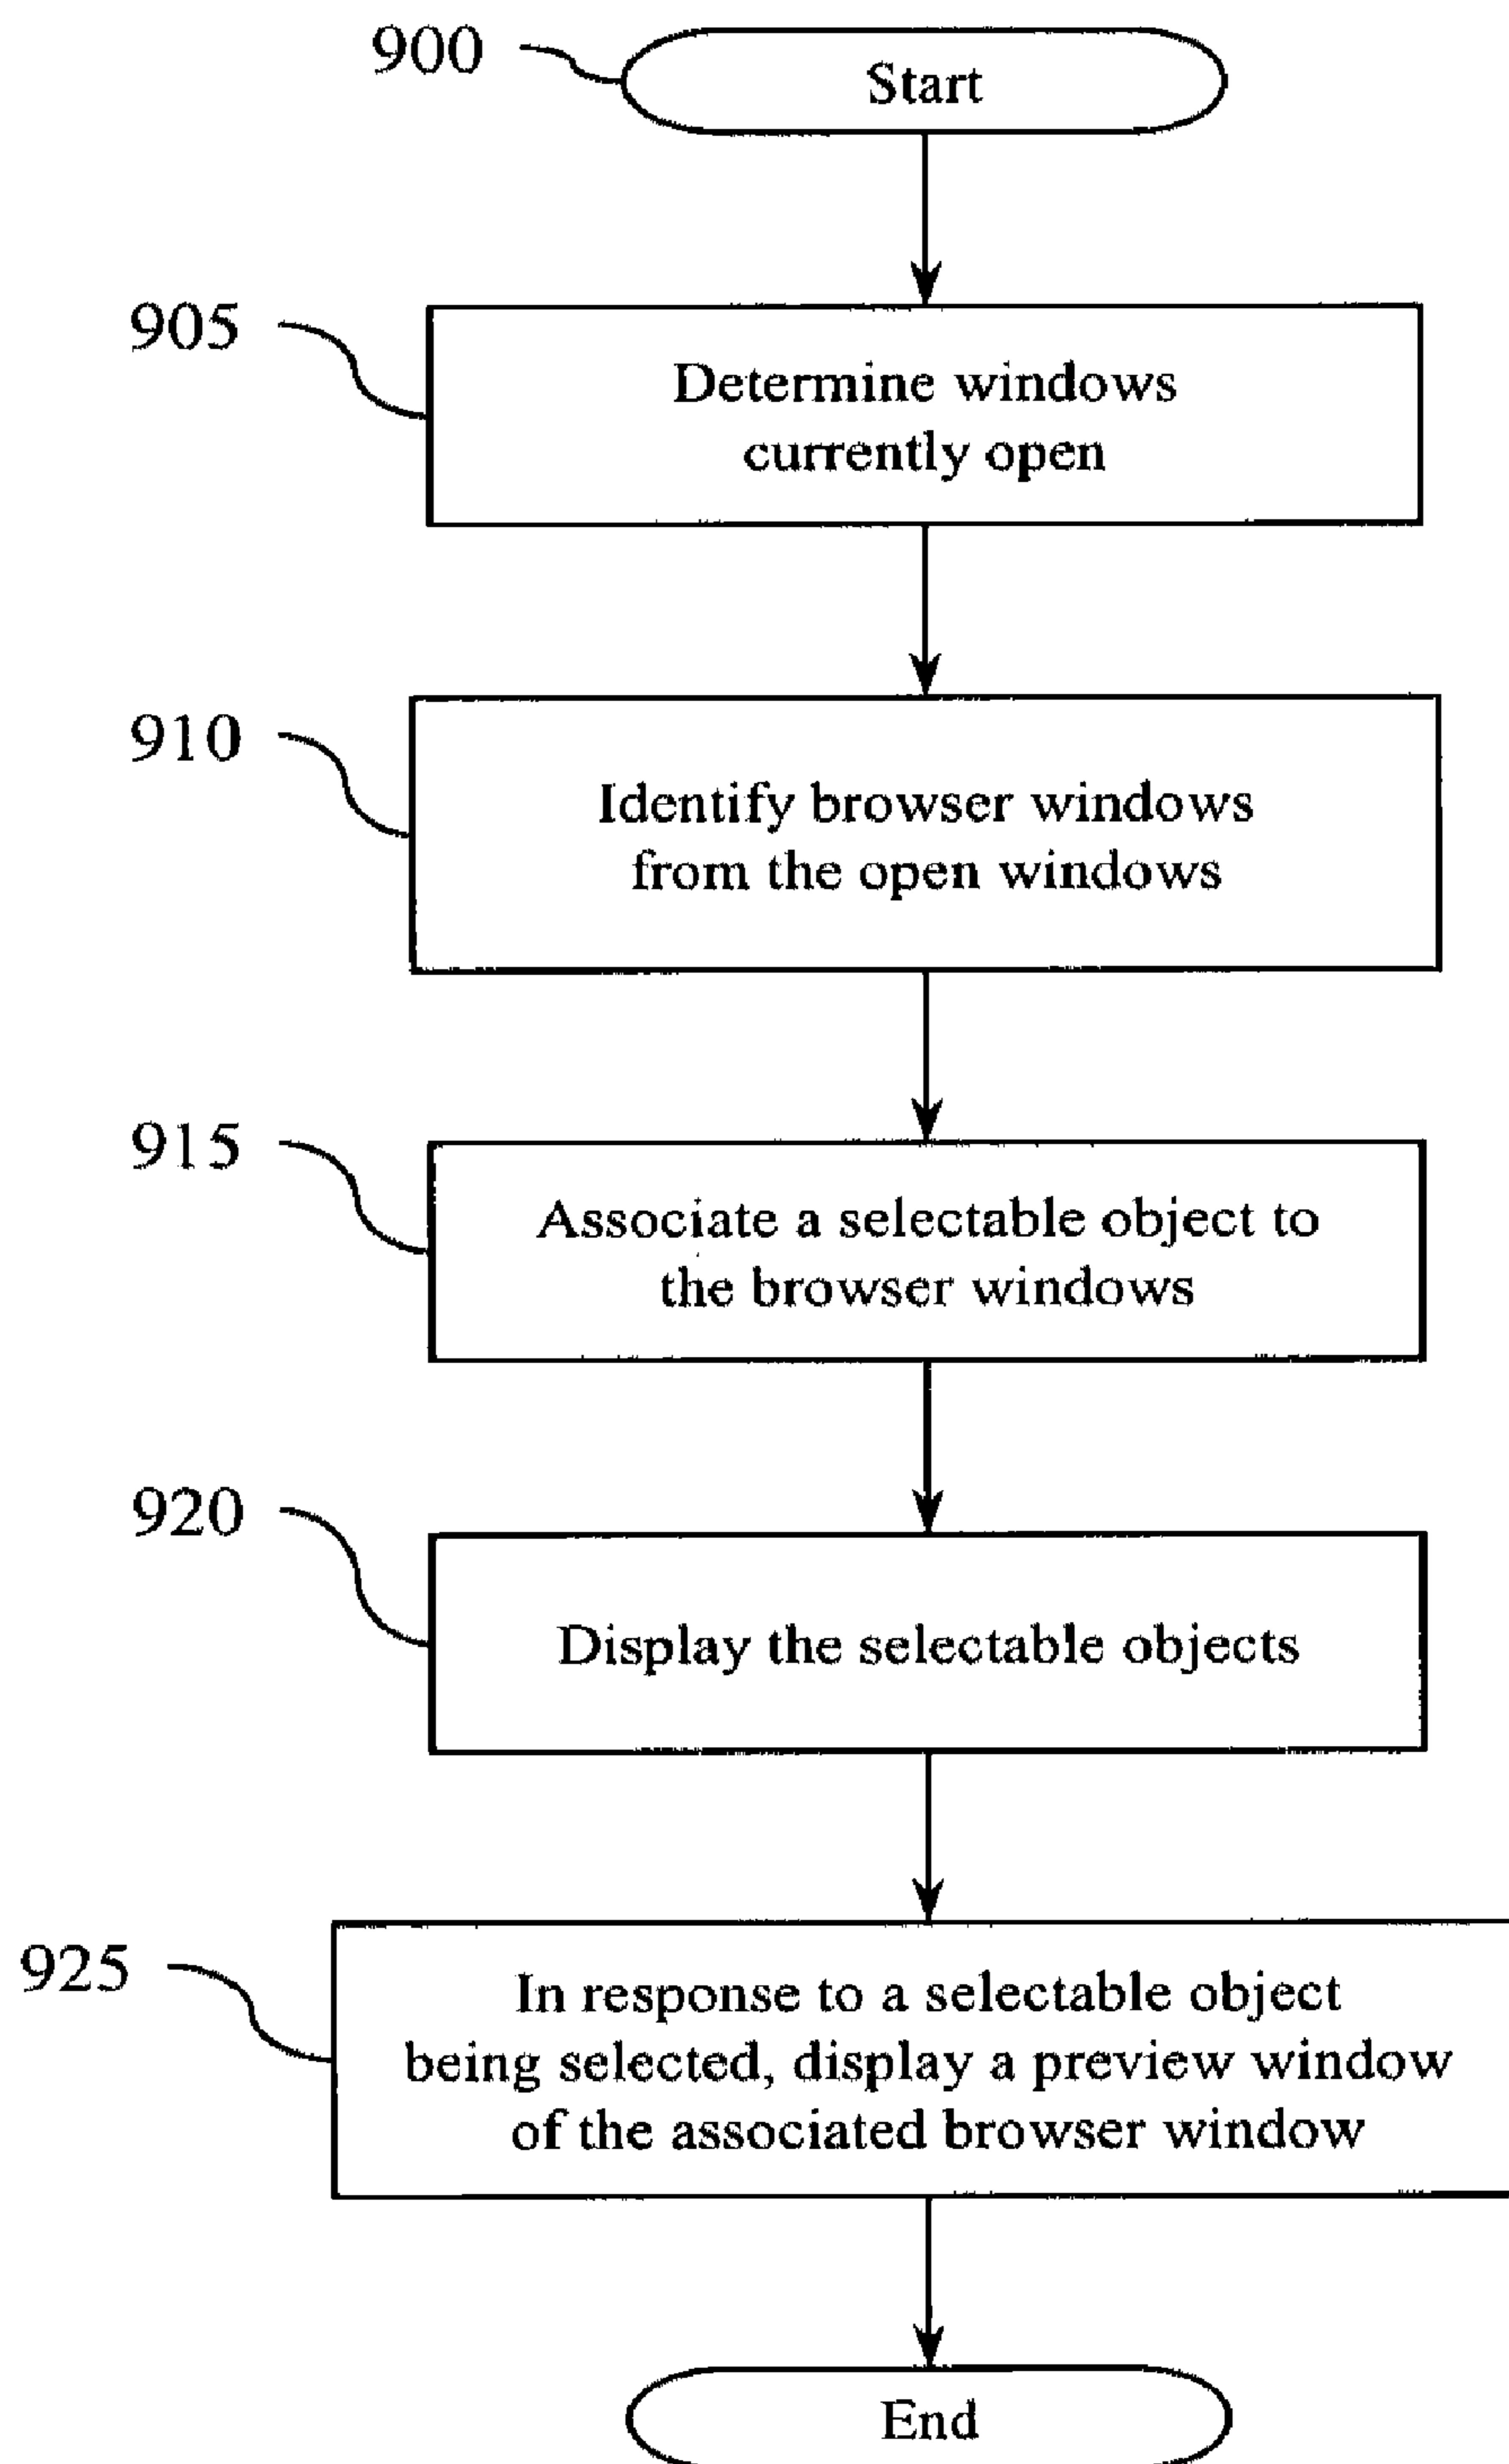 900
Start
905
Determine windows
currently open
910
Identify browser windows
from the open windows
915
Associate a selectable object to
the browser windows
920
Display the selectable objects
925
In response to a selectable object
being selected, display a preview window
of the associated browser window
End